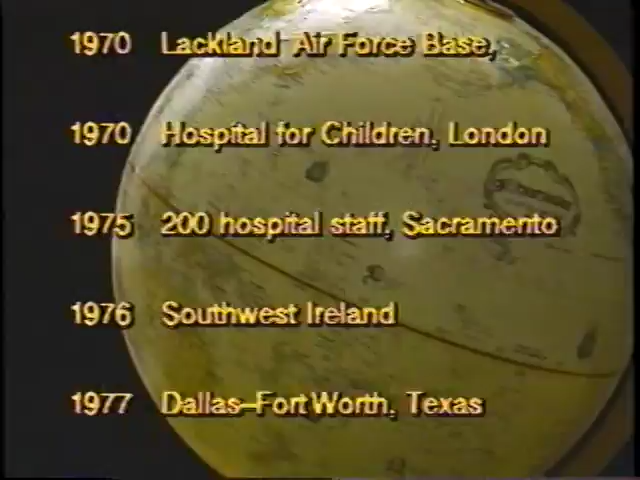 1970 Lackland Air Force Base,
1970 Hospital for Children, London
1975 200 hospital staff, Sacramento
1976 Southwest Ireland
1977 Dallas–Fort Worth, Texas